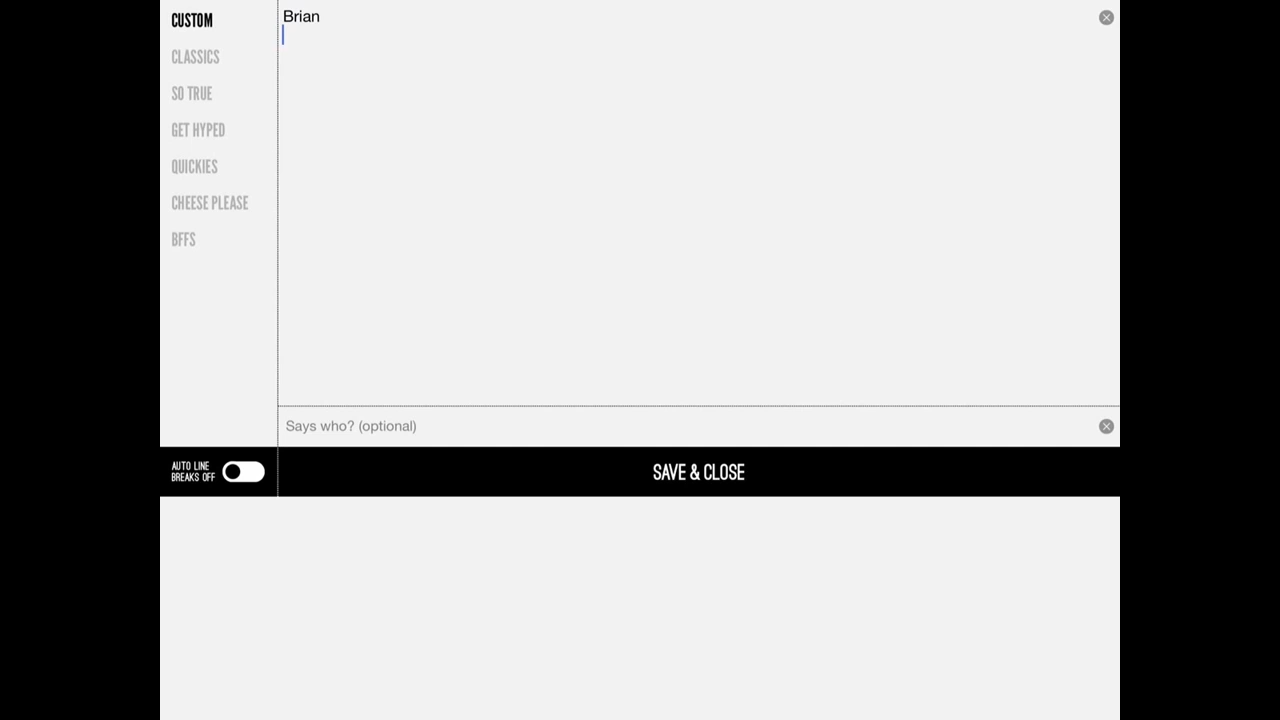 CUSTOM
Brian
CLASSICS
SO TRUE
GET HYPED
QUICKIES
CHEESE PLEASE
BFFS
Says who? (optional)
AUTO LINE
BREAKS OFF
SAVE & CLOSE